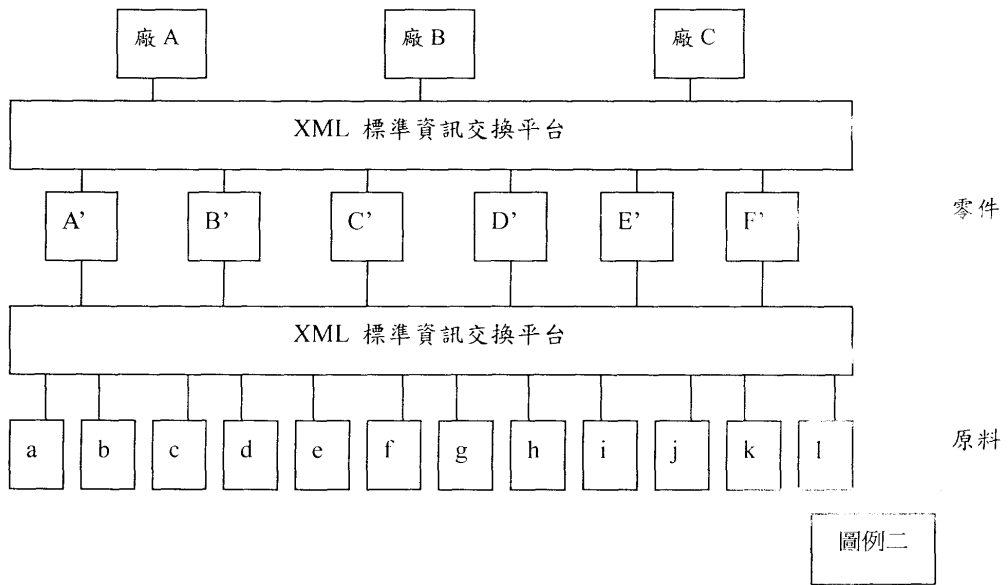 廠 A 廠 B 廠 C
XML 標準資訊交換平台
A’ B’ C’ D’ E’ F’ 零件
XML 標準資訊交換平台
a b c d e f g h i j k l 原料
圖例二